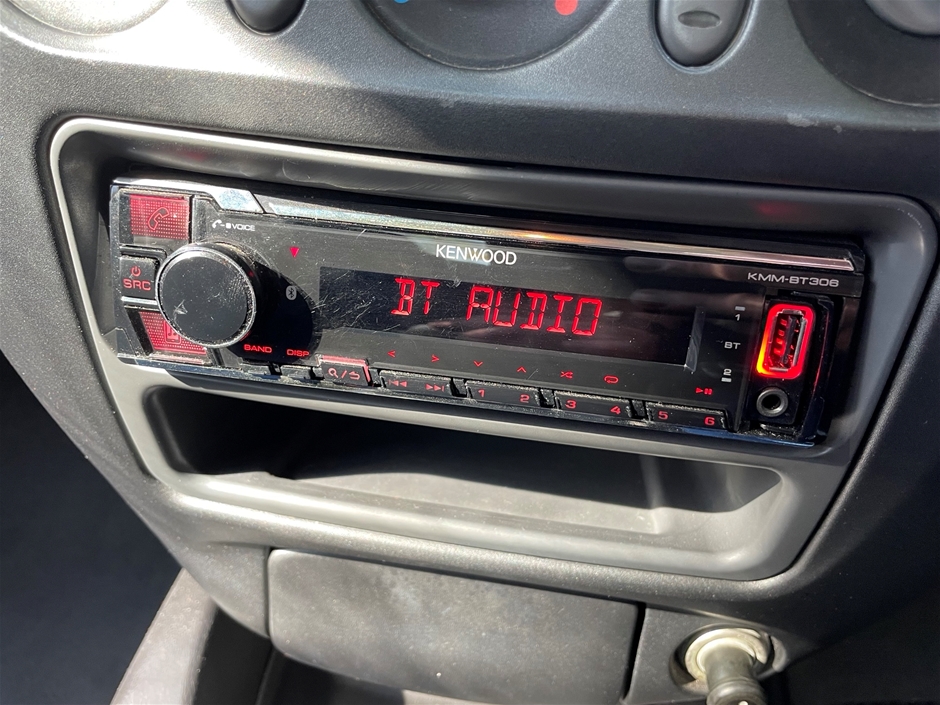 VOICE
KENWOOD
KMM-BT306
SRC
BT AUDIO
1
BT
2
BAND
DISP
1 2
3 4
5 6